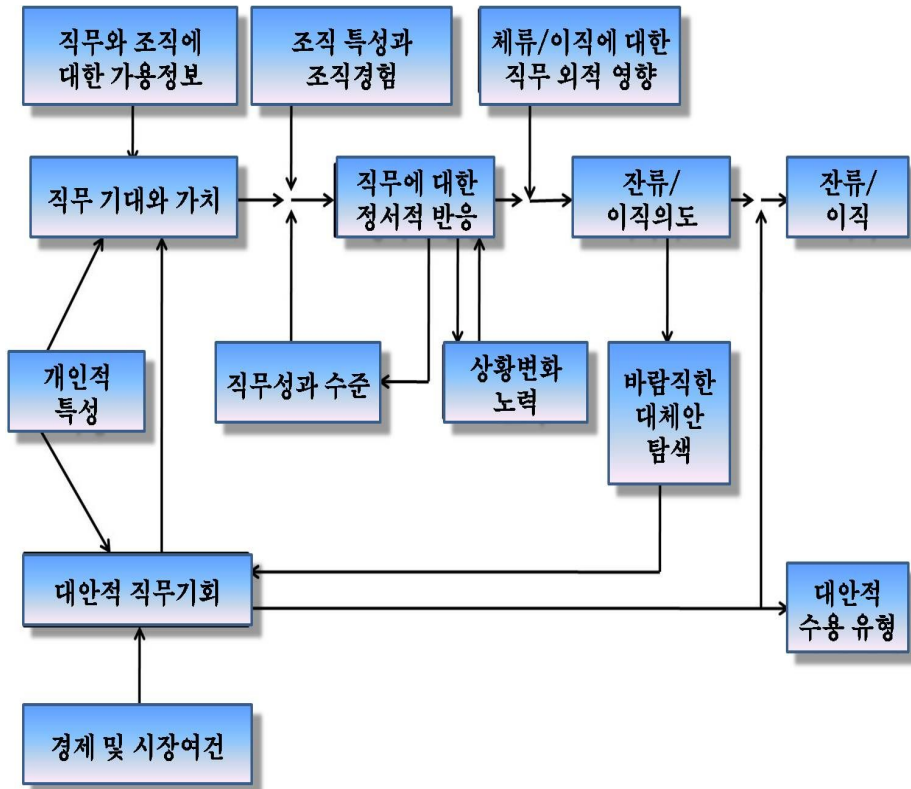 직무와 조직에
대한 가용정보
조직 특성과
조직경험
체류/이직에 대한
직무 외적 영향
직무 기대와 가치
직무에 대한
정서적 반응
잔류/
이직의도
잔류/
이직
개인적
특성
직무성과 수준
상황변화
노력
바람직한
대체안
탐색
대안적 직무기회
대안적
수용 유형
경제 및 시장여건